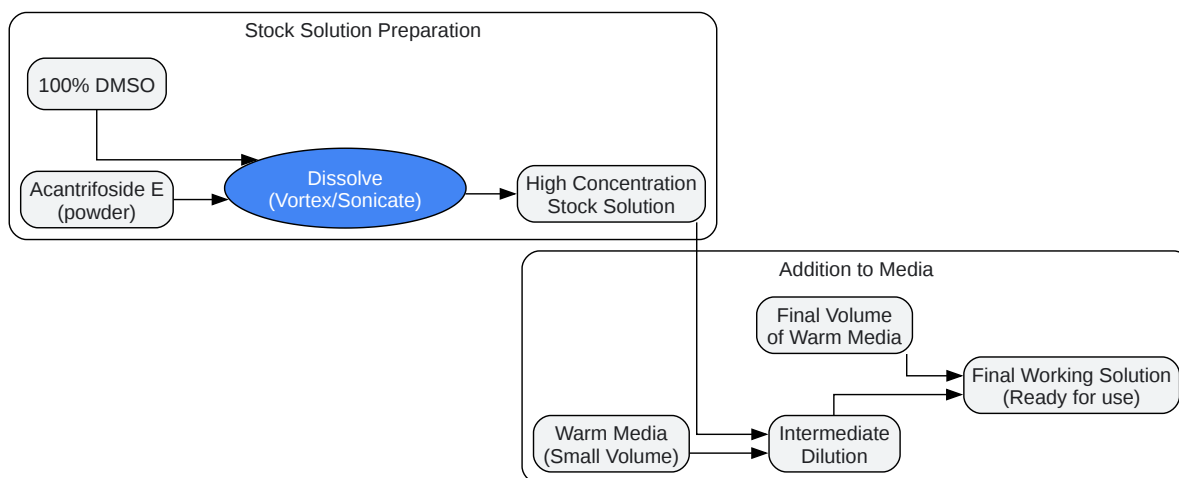 Stock Solution Preparation
100% DMSO
Acantrifoside E
(powder)
Dissolve
(Vortex/Sonicate)
High Concentration
Stock Solution
Addition to Media
Final Volume
of Warm Media
Final Working Solution
(Ready for use)
Warm Media
(Small Volume)
Intermediate
Dilution